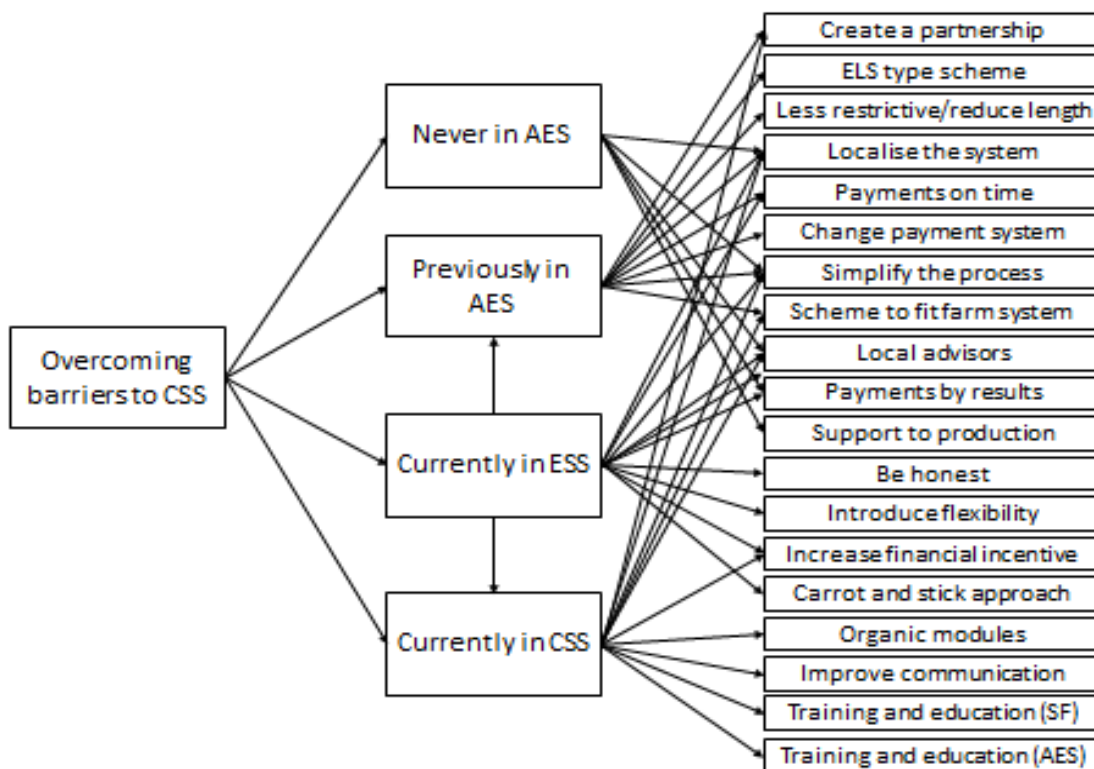 Overcoming
barriers to CSS
Never in AES
Previously in
AES
Currently in ESS
Currently in CSS
Create a partnership
ELS type scheme
Less restrictive/reduce length
Localise the system
Payments on time
Change payment system
Simplify the process
Scheme to fit farm system
Local advisors
Payments by results
Support to production
Be honest
Introduce flexibility
Increase financial incentive
Carrot and stick approach
Organic modules
Improve communication
Training and education (SF)
Training and education (AES)